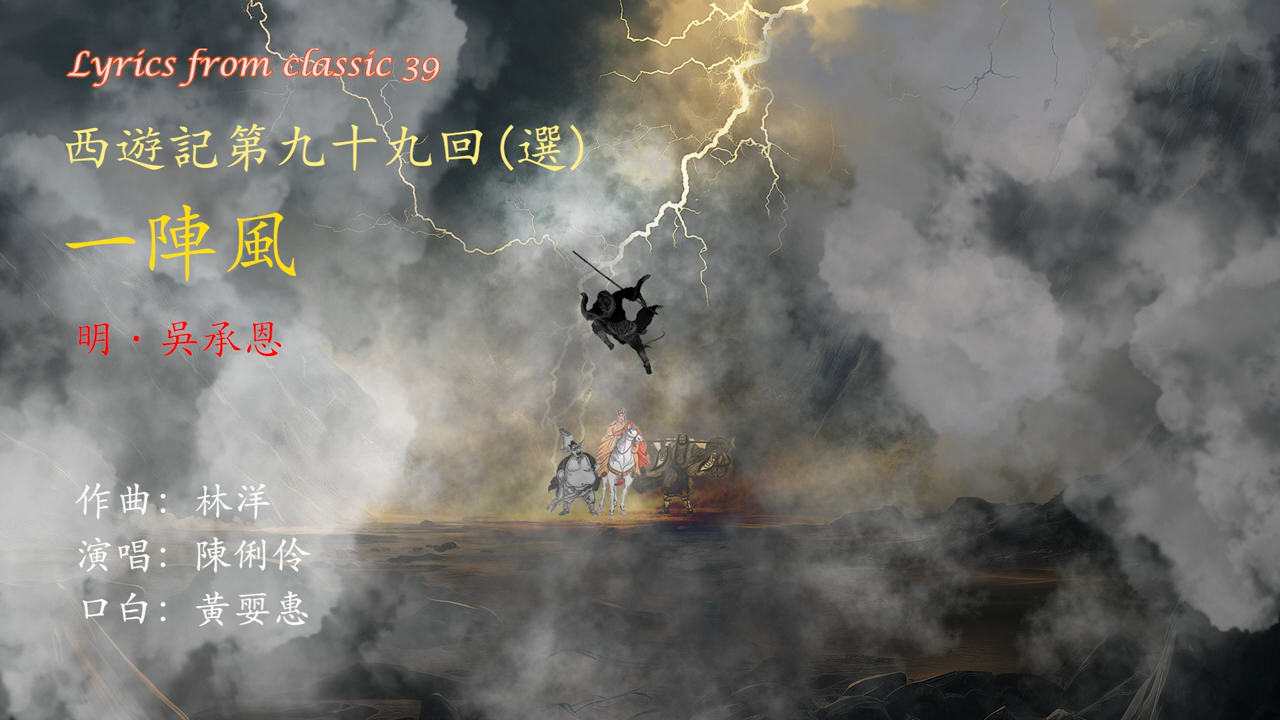 Lyrics from classic 39
西遊記第九十九回(選)
一陣風
明·吳承恩
作曲: 林洋
演唱: 陳俐伶
口白: 黃孾惠